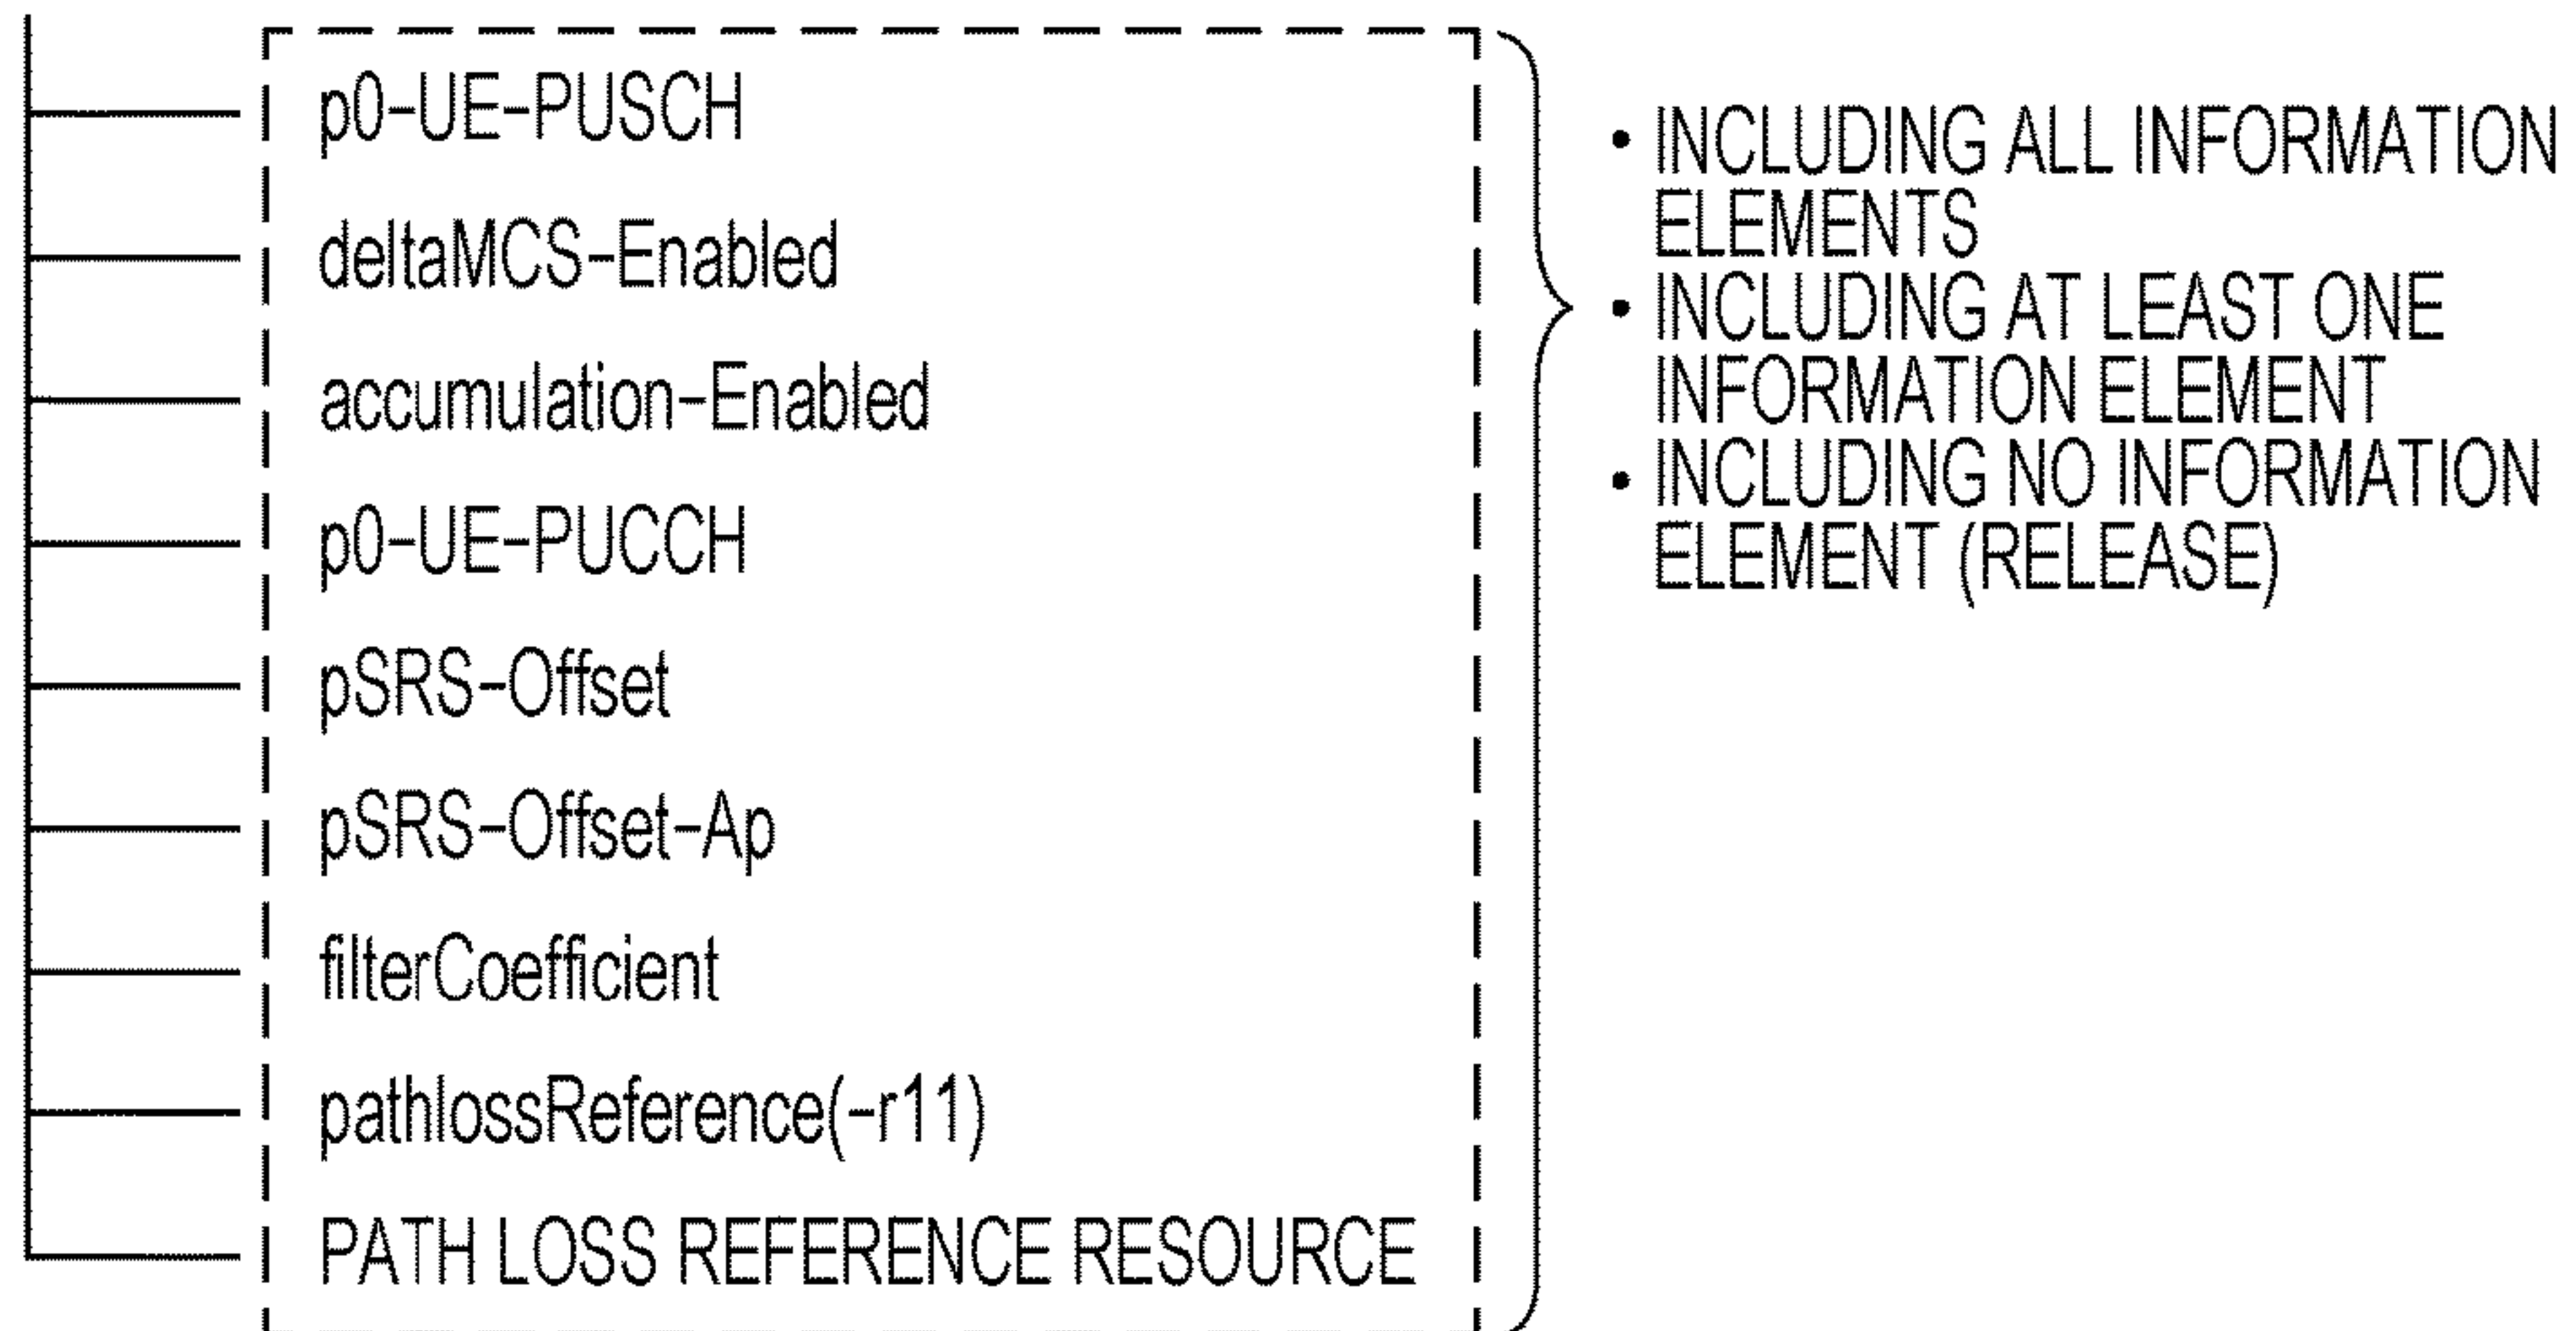 p0-UE-PUSCH
deltaMCS-Enabled
accumulation-Enabled
p0-UE-PUCCH
pSRS-Offset
pSRS-Offset-Ap
filterCoefficient
pathlossReference(-r11)
PATH LOSS REFERENCE RESOURCE
• INCLUDING ALL INFORMATION
ELEMENTS
• INCLUDING AT LEAST ONE
INFORMATION ELEMENT
• INCLUDING NO INFORMATION
ELEMENT (RELEASE)